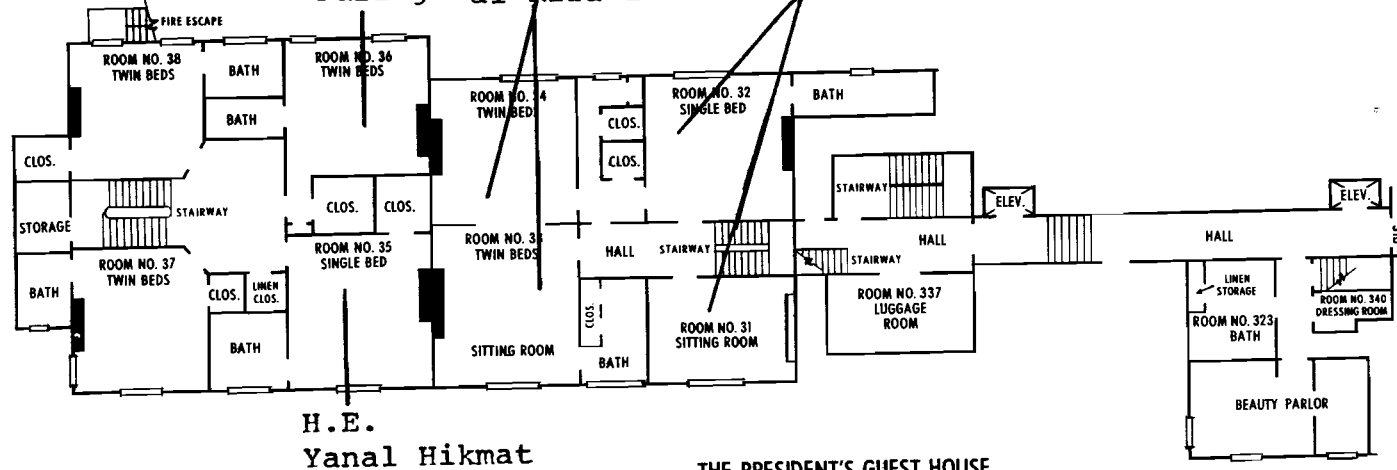 FIRE ESCAPE
ROOM NO. 38
TWIN BEDS
BATH
BATH
ROOM NO. 36
TWIN BEDS
ROOM NO. 34
TWIN BEDS
CLOS.
CLOS.
ROOM NO. 32
SINGLE BED
BATH
CLOS.
STORAGE
STAIRWAY
CLOS.
CLOS.
STAIRWAY
ELEV.
ELEV.
ROOM NO. 37
TWIN BEDS
BATH
CLOS.
LINEN
CLOS.
BATH
ROOM NO. 35
SINGLE BED
ROOM NO. 33
TWIN BEDS
SITTING ROOM
HALL
STAIRWAY
CLOS.
BATH
ROOM NO. 31
SITTING ROOM
HALL
STAIRWAY
ROOM NO. 337
LUGGAGE
ROOM
HALL
LINEN
STORAGE
ROOM NO. 323
BATH
ROOM NO. 340
DRESSING ROOM
BEAUTY PARLOR
H.E.
Yanal Hikmat
THE PRESIDENT'S GUEST HOUSE